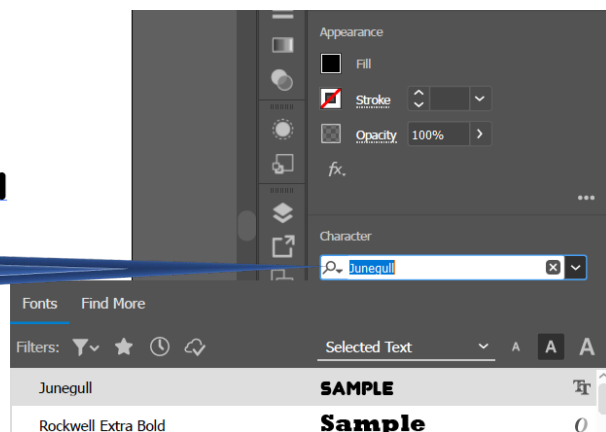 Appearance
Fill
Stroke
Opacity 100%
fx.
Character
Junegull
Fonts Find More
Filters: Selected Text A A A
Junegull SAMPLE
Rockwell Extra Bold Sample